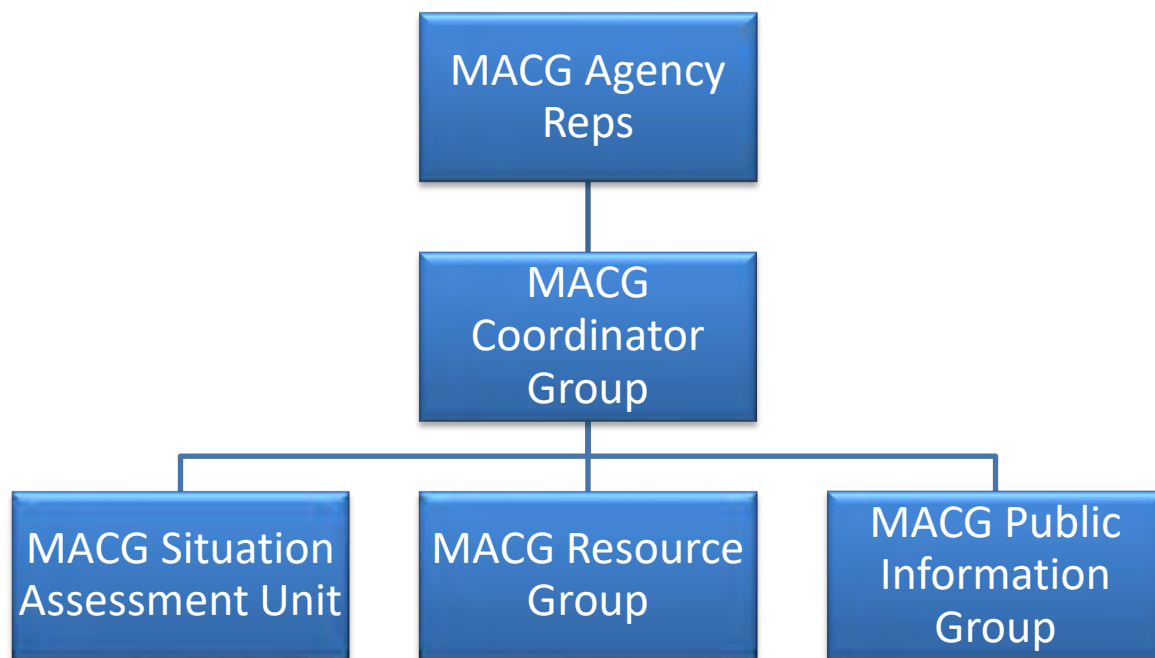 MACG Agency
Reps
MACG
Coordinator
Group
MACG Situation
Assessment Unit
MACG Resource
Group
MACG Public
Information
Group